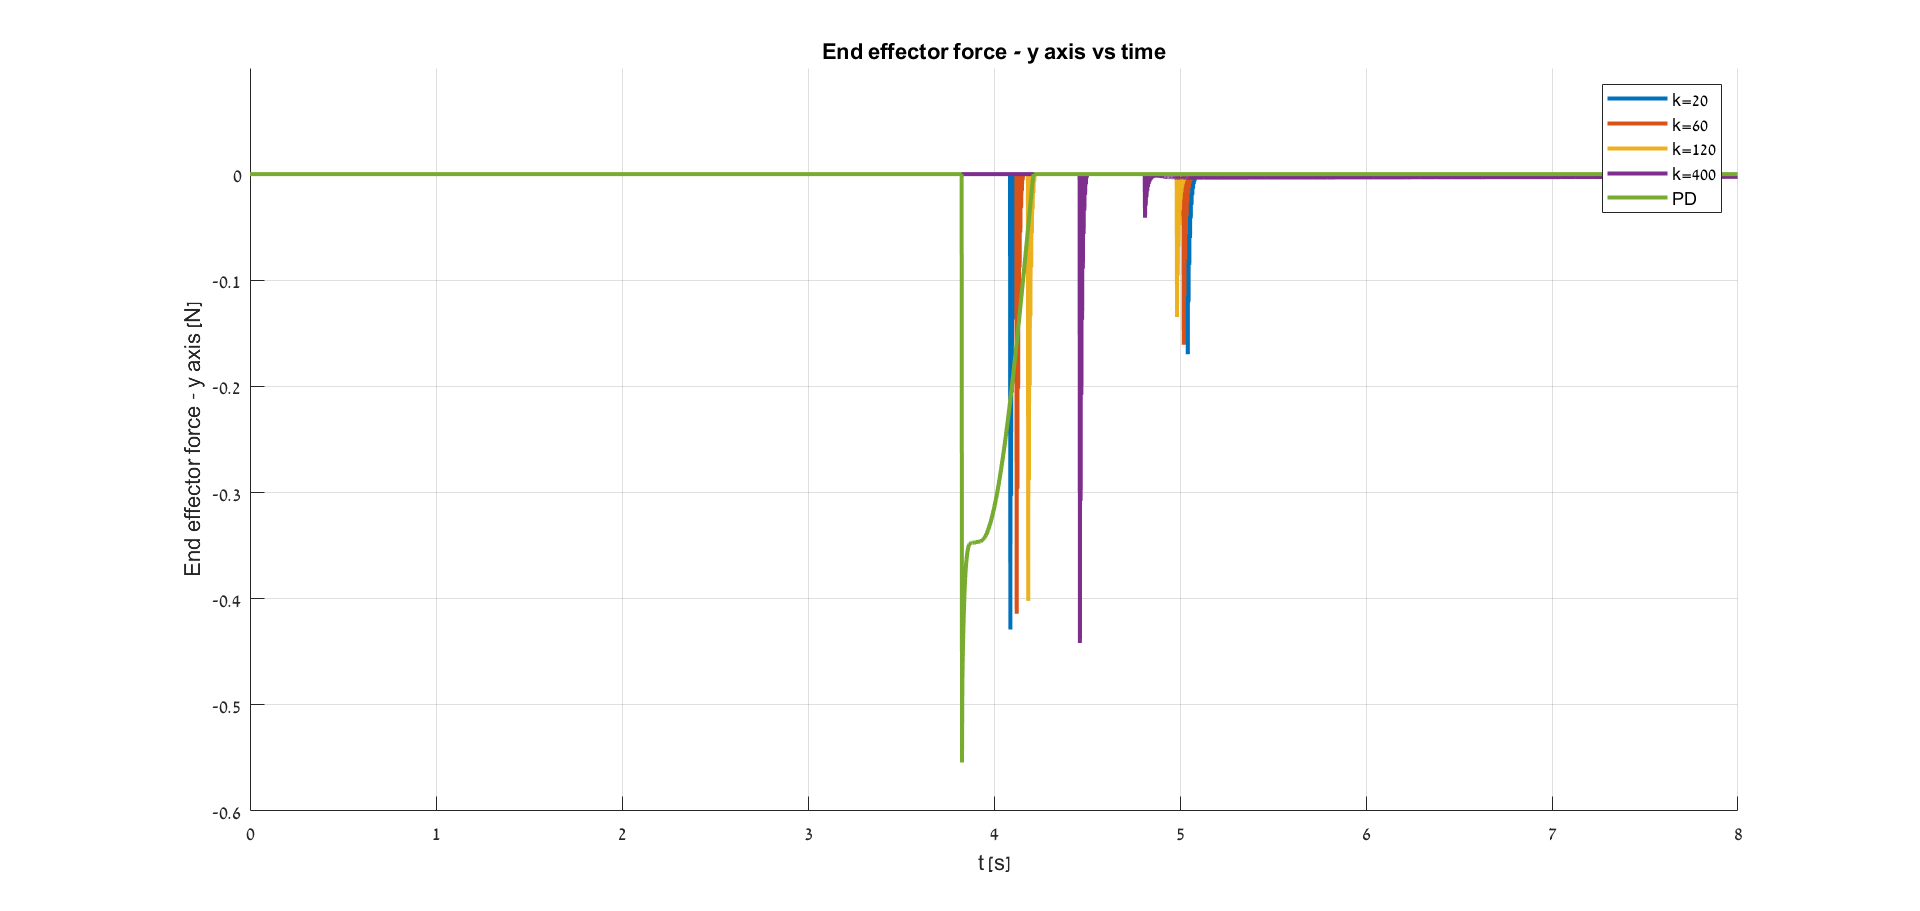 End effector force - y axis vs time
k=20
k=60
k=120
k=400
PD
0
-0.1
-0.2
-0.3
-0.4
-0.5
-0.6
End effector force - y axis [N]
0 1 2 3 4 5 6 7 8
t [s]